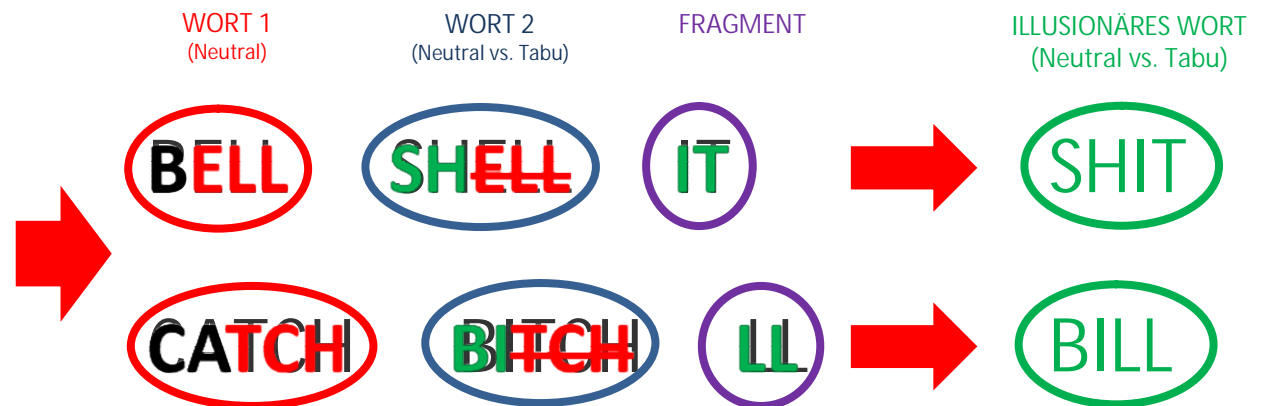 WORT 1 WORT 2 FRAGMENT ILLUSIONÄRES WORT
(Neutral) (Neutral vs. Tabu) (Neutral vs. Tabu)
BELL SHELL IT SHIT
CATCH BITCH LL BILL